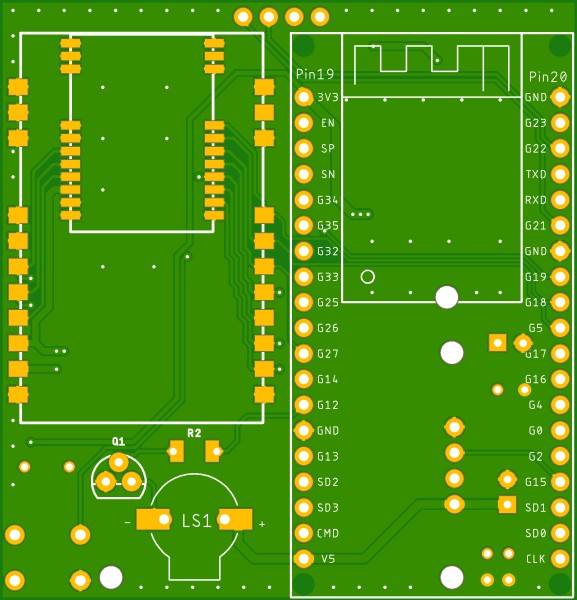 Pin19
Pin20
3V3 GND
EN G23
SP G22
SN TXD
G34 RXD
G35 G21
G32 GND
G33 G19
G25 G18
G26 G5
G27 G17
G14 G16
G12 G4
GND G0
G13 G2
SD2 G15
SD3 SD1
CMD SD0
V5 CLK
R2
Q1
- LS1 +